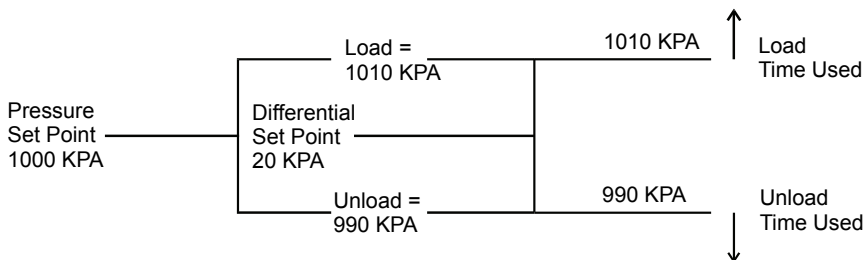 Pressure
Set Point
1000 KPA
Load =
1010 KPA
Differential
Set Point
20 KPA
Unload =
990 KPA
1010 KPA
Load
Time Used
990 KPA
Unload
Time Used